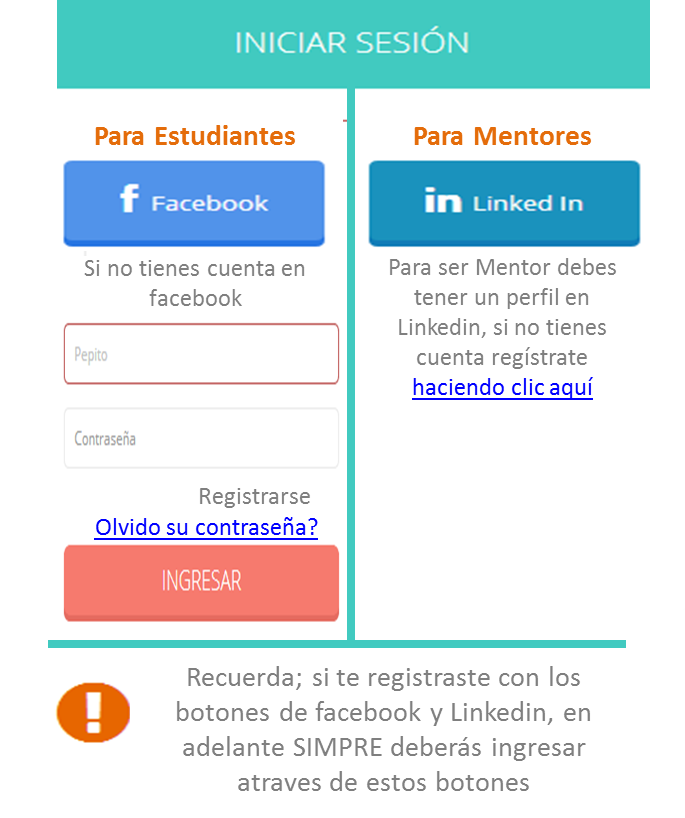 INICIAR SESIÓN
Para Estudiantes
f Facebook
Si no tienes cuenta en
facebook
Pepito
Contraseña
Registrarse
Olvido su contraseña?
INGRESAR
Para Mentores
in Linked In
Para ser Mentor debes
tener un perfil en
Linkedin, si no tienes
cuenta regístrate
haciendo clic aquí
!
Recuerda; si te registraste con los
botones de facebook y Linkedin, en
adelante SIMPRE deberás ingresar
atraves de estos botones